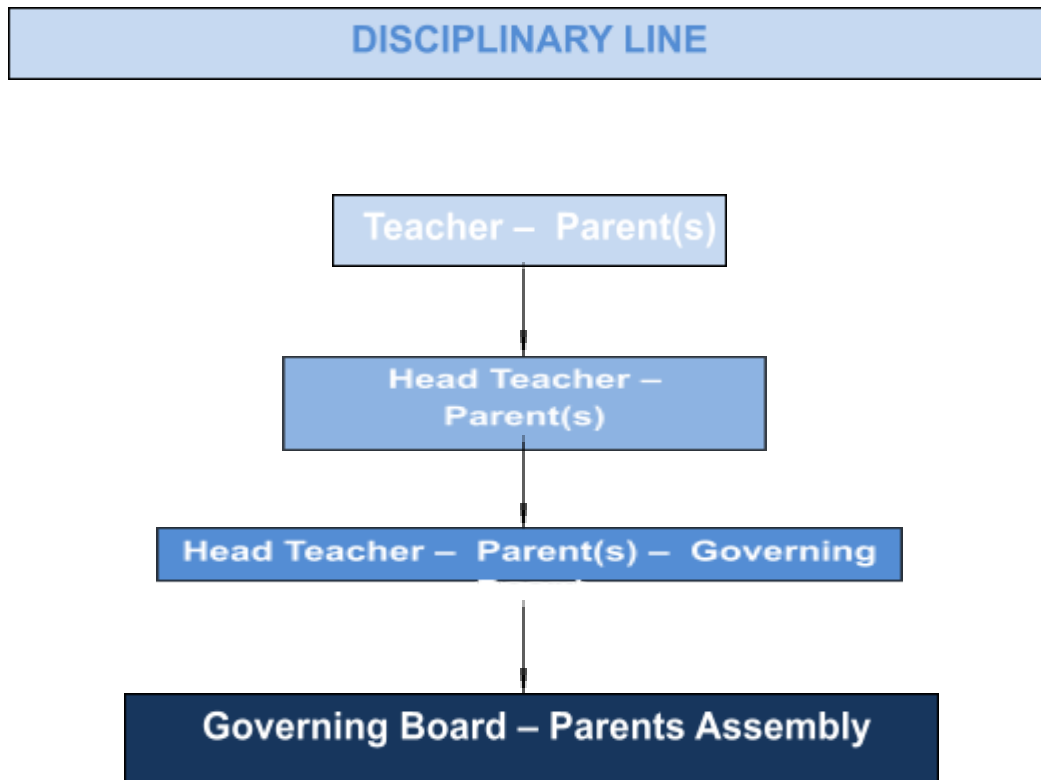 DISCIPLINARY LINE
Teacher – Parent(s)
Head Teacher –
Parent(s)
Head Teacher – Parent(s) – Governing
Governing Board – Parents Assembly